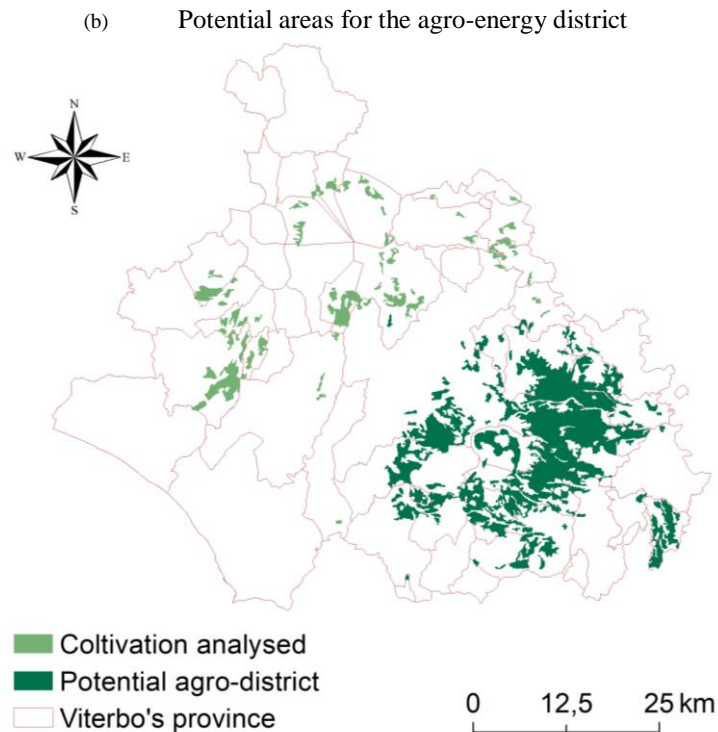 (b) Potential areas for the agro-energy district
N
W E
S
Coltivation analysed
Potential agro-district
Viterbo's province
0 12,5 25 km